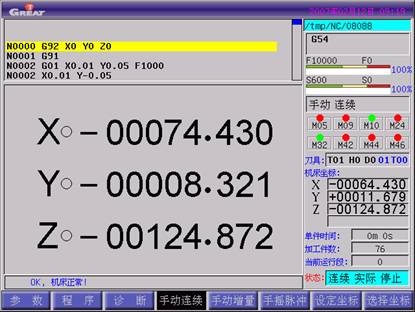 GREAT
/tmp/NC/08088
N0000 G92 X0 Y0 Z0
N0001 G91
N0002 G01 X0.01 Y0.05 F1000
N0002 X0.01 Y-0.05
G54
F10000 F0
100%
S600 S0
100%
手动 连续
M05 M09 M10 M24
M32 M42 M44 M46
刀具: T01 H0 D0 01T00
机床坐标:
X -00064.430
Y +00011.679
Z -00124.872
X -00074.430
Y -00008.321
Z -00124.872
单件时间: 0m 0s
加工件数: 76
当前运行段: 0
状态: 连续 实际 停止
OK, 机床正常!
参 数 程 序 诊 断 手动连续 手动增量 手摇脉冲 设定坐标 选择坐标